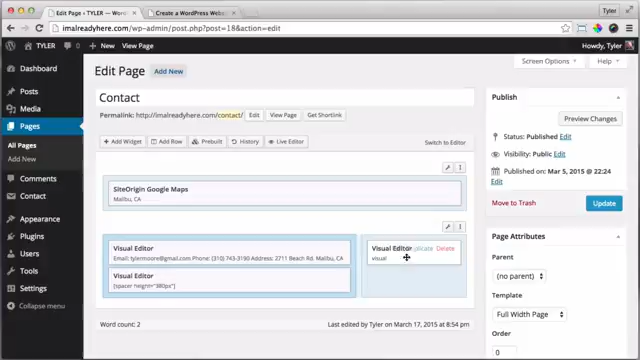 Edit Page ‹ TYLER — Wor
Create a WordPress Websit
Tyler
imalreadyhere.com/wp-admin/post.php?post=18&action=edit
TYLER
1
0
+ New
View Page
Howdy, Tyler
Screen Options
Help
Dashboard
Posts
Media
Pages
All Pages
Add New
Comments
Contact
Appearance
Plugins
Users
Tools
Settings
Collapse menu
Edit Page
Add New
Contact
Permalink: http://imalreadyhere.com/contact/
Edit
View Page
Get Shortlink
Add Widget
Add Row
Prebuilt
History
Live Editor
Switch to Editor
SiteOrigin Google Maps
Malibu, CA
Visual Editor
Email: tylermoore@gmail.com Phone: (310) 743-3190 Address: 2711 Beach Rd. Malibu, CA
Visual Editor
[spacer height="380px"]
Visual Editor
plicate
Delete
visual
Word count: 2
Last edited by Tyler on March 17, 2015 at 8:54 pm
Publish
Preview Changes
Status: Published Edit
Visibility: Public Edit
Published on: Mar 5, 2015 @ 22:24
Edit
Move to Trash
Update
Page Attributes
Parent
(no parent)
Template
Full Width Page
Order
0